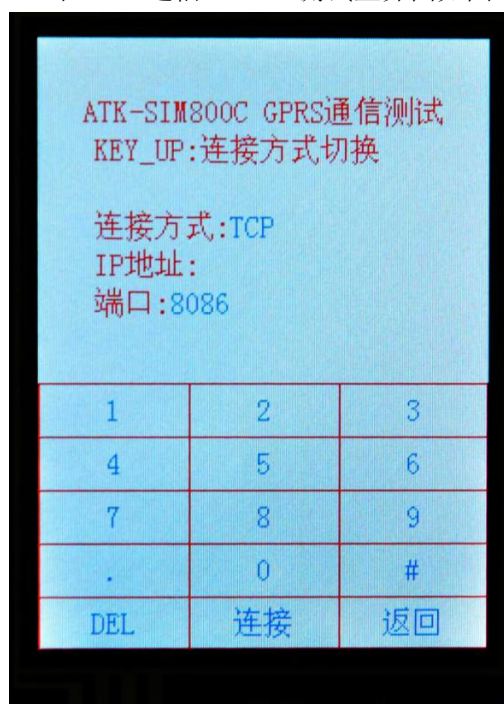 ATK-SIM800C GPRS通信测试
KEY_UP:连接方式切换
连接方式:TCP
IP地址:
端口:8086
1 2 3
4 5 6
7 8 9
. 0 #
DEL 连接 返回